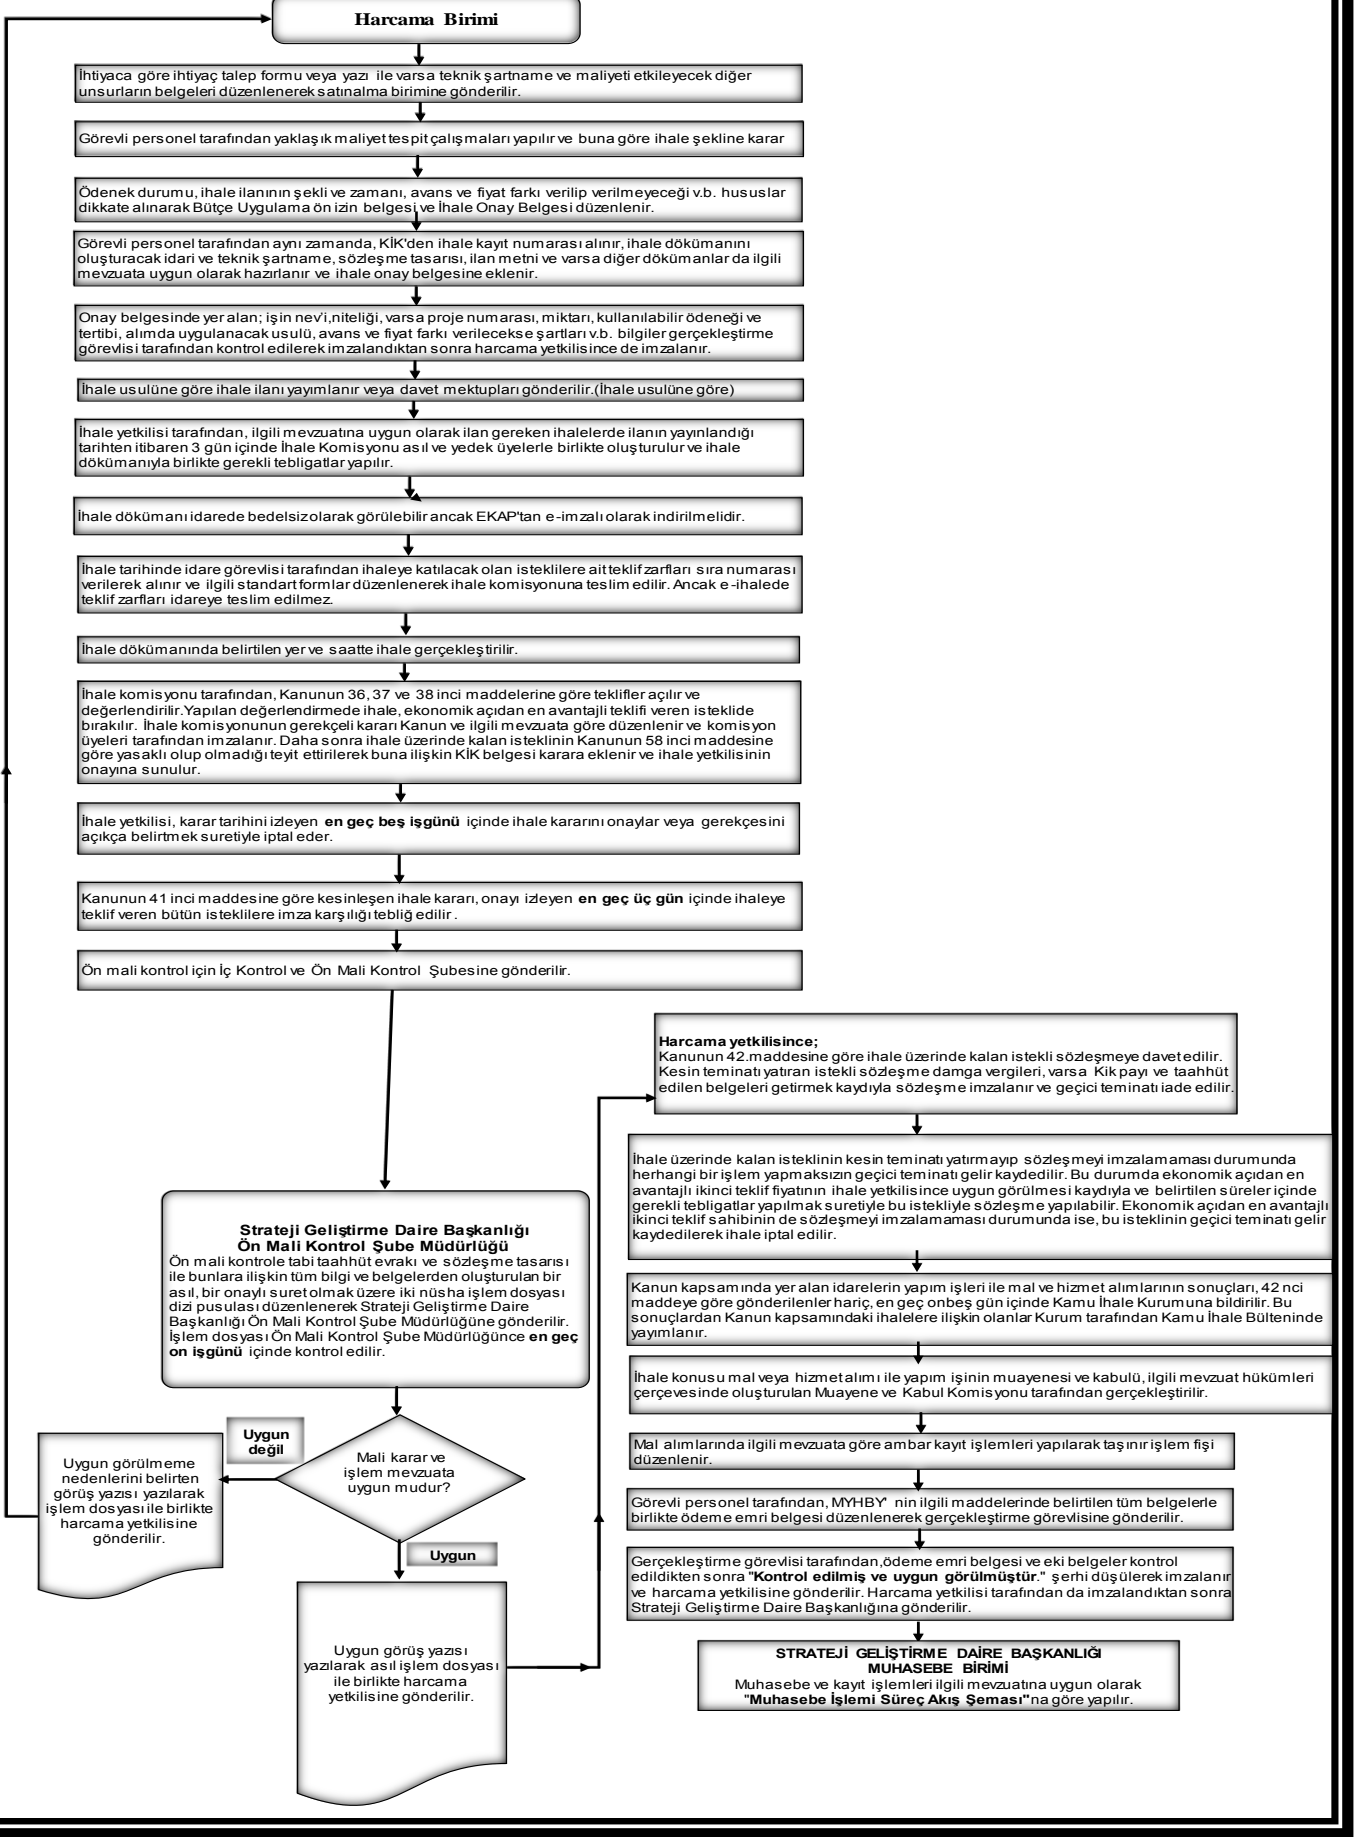 Harcama Birimi
İhtiyaca göre ihtiyaç talep formu veya yazı ile varsa teknik şartname ve maliyeti etkileyecek diğer
unsurların belgeleri düzenlenerek satınalma birimine gönderilir.
Görevli personel tarafından yaklaşık maliyet tespit çalışmaları yapılır ve buna göre ihale şekline karar
Ödenek durumu, ihale ilanının şekli ve zamanı, avans ve fiyat farkı verilip verilmeyeceği v.b. hususlar
dikkate alınarak Bütçe Uygulama ön izin belgesi ve İhale Onay Belgesi düzenlenir.
Görevli personel tarafından aynı zamanda, KİK'den ihale kayıt numarası alınır, ihale dökümanını
oluşturacak idari ve teknik şartname, sözleşme tasarısı, ilan metni ve varsa diğer dökümanlar da ilgili
mevzuata uygun olarak hazırlanır ve ihale onay belgesine eklenir.
Onay belgesinde yer alan; işin nev'i,niteliği, varsa proje numarası, miktarı, kullanılabilir ödeneği ve
tertibi, alımda uygulanacak usulü, avans ve fiyat farkı verilecekse şartları v.b. bilgiler gerçekleştirme
görevlisi tarafından kontrol edilerek imzalandıktan sonra harcama yetkilisince de imzalanır.
İhale usulüne göre ihale ilanı yayımlanır veya davet mektupları gönderilir.(İhale usulüne göre)
İhale yetkilisi tarafından, ilgili mevzuatına uygun olarak ilan gereken ihalelerde ilanın yayınlandığı
tarihten itibaren 3 gün içinde İhale Komisyonu asıl ve yedek üyelerle birlikte oluşturulur ve ihale
dökümanıyla birlikte gerekli tebligatlar yapılır.
İhale dökümanı idarede bedelsiz olarak görülebilir ancak EKAP'tan e-imzalı olarak indirilmelidir.
İhale tarihinde idare görevlisi tarafından ihaleye katılacak olan isteklilere ait teklif zarfları sıra numarası
verilerek alınır ve ilgili standart formlar düzenlenerek ihale komisyonuna teslim edilir. Ancak e-ihalede
teklif zarfları idareye teslim edilmez.
İhale dökümanında belirtilen yer ve saatte ihale gerçekleştirilir.
İhale komisyonu tarafından, Kanunun 36, 37 ve 38 inci maddelerine göre teklifler açılır ve
değerlendirilir.Yapılan değerlendirmede ihale, ekonomik açıdan en avantajli teklifi veren isteklide
bırakılır. İhale komisyonunun gerekçeli kararı Kanun ve ilgili mevzuata göre düzenlenir ve komisyon
üyeleri tarafından imzalanır. Daha sonra ihale üzerinde kalan isteklinin Kanunun 58 inci maddesine
göre yasaklı olup olmadığı teyit ettirilerek buna ilişkin KİK belgesi karara eklenir ve ihale yetkilisinin
onayına sunulur.
İhale yetkilisi, karar tarihini izleyen en geç beş işgünü içinde ihale kararını onaylar veya gerekçesini
açıkça belirtmek suretiyle iptal eder.
Kanunun 41 inci maddesine göre kesinleşen ihale kararı, onayı izleyen en geç üç gün içinde ihaleye
teklif veren bütün isteklilere imza karşılığı tebliğ edilir .
Ön mali kontrol için İç Kontrol ve Ön Mali Kontrol Şubesine gönderilir.
Strateji Geliştirme Daire Başkanlığı
Ön Mali Kontrol Şube Müdürlüğü
Ön mali kontrole tabi taahhüt evrakı ve sözleşme tasarısı
ile bunlara ilişkin tüm bilgi ve belgelerden oluşturulan bir
asıl, bir onaylı suret olmak üzere iki nüsha işlem dosyası
dizi pusulası düzenlenerek Strateji Geliştirme Daire
Başkanlığı Ön Mali Kontrol Şube Müdürlüğüne gönderilir.
İşlem dosyası Ön Mali Kontrol Şube Müdürlüğünce en geç
on işgünü içinde kontrol edilir.
Mali karar ve
işlem mevzuata
uygun mudur?
Uygun
değil
Uygun görülmeme
nedenlerini belirten
görüş yazısı yazılarak
işlem dosyası ile birlikte
harcama yetkilisine
gönderilir.
Uygun
Uygun görüş yazısı
yazılarak asıl işlem dosyası
ile birlikte harcama
yetkilisine gönderilir.
Harcama yetkilisince;
Kanunun 42.maddesine göre ihale üzerinde kalan istekli sözleşmeye davet edilir.
Kesin teminatı yatıran istekli sözleşme damga vergileri, varsa Kik payı ve taahhüt
edilen belgeleri getirmek kaydıyla sözleşme imzalanır ve geçici teminatı iade edilir.
İhale üzerinde kalan isteklinin kesin teminatı yatırmayıp sözleşmeyi imzalamaması durumunda
herhangi bir işlem yapmaksızın geçici teminatı gelir kaydedilir. Bu durumda ekonomik açıdan en
avantajlı ikinci teklif fiyatının ihale yetkilisince uygun görülmesi kaydıyla ve belirtilen süreler içinde
gerekli tebligatlar yapılmak suretiyle bu istekliyle sözleşme yapılabilir. Ekonomik açıdan en avantajlı
ikinci teklif sahibinin de sözleşmeyi imzalamaması durumunda ise, bu isteklinin geçici teminatı gelir
kaydedilerek ihale iptal edilir.
Kanun kapsamında yer alan idarelerin yapım işleri ile mal ve hizmet alımlarının sonuçları, 42 nci
maddeye göre gönderilenler hariç, en geç onbeş gün içinde Kamu İhale Kurumuna bildirilir. Bu
sonuçlardan Kanun kapsamındaki ihalelere ilişkin olanlar Kurum tarafından Kamu İhale Bülteninde
yayımlanır.
İhale konusu mal veya hizmet alımı ile yapım işinin muayenesi ve kabulü, ilgili mevzuat hükümleri
çerçevesinde oluşturulan Muayene ve Kabul Komisyonu tarafından gerçekleştirilir.
Mal alımlarında ilgili mevzuata göre ambar kayıt işlemleri yapılarak taşınır işlem fişi
düzenlenir.
Görevli personel tarafından, MYHBY' nin ilgili maddelerinde belirtilen tüm belgelerle
birlikte ödeme emri belgesi düzenlenerek gerçekleştirme görevlisine gönderilir.
Gerçekleştirme görevlisi tarafından,ödeme emri belgesi ve eki belgeler kontrol
edildikten sonra "Kontrol edilmiş ve uygun görülmüştür." şerhi düşülerek imzalanır
ve harcama yetkilisine gönderilir. Harcama yetkilisi tarafından da imzalandıktan sonra
Strateji Geliştirme Daire Başkanlığına gönderilir.
STRATEJİ GELİŞTİRME DAİRE BAŞKANLIĞI
MUHASEBE BİRİMİ
Muhasebe ve kayıt işlemleri ilgili mevzuatına uygun olarak
"Muhasebe İşlemi Süreç Akış Şeması"na göre yapılır.